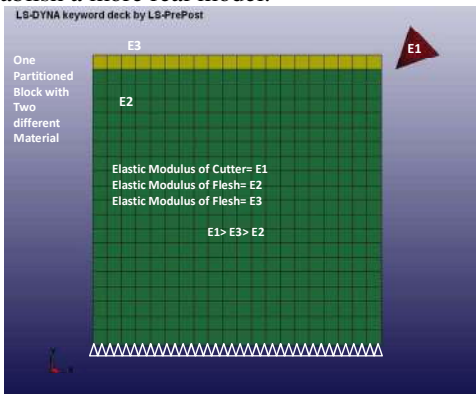 LS-DYNA keyword deck by LS-PrePost
E3
E1
One
Partitioned
Block with
Two
different
Material
E2
Elastic Modulus of Cutter= E1
Elastic Modulus of Flesh= E2
Elastic Modulus of Flesh= E3
E1> E3> E2